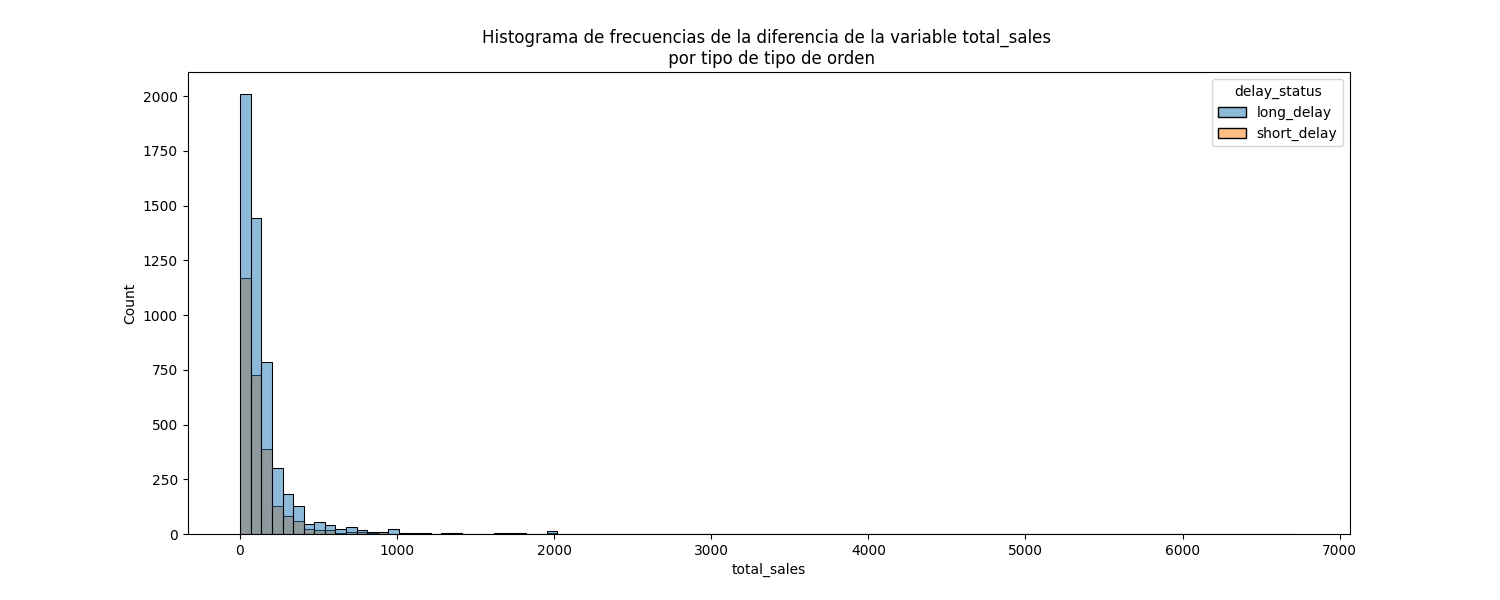 Histograma de frecuencias de la diferencia de la variable total_sales
por tipo de tipo de orden
delay_status
long_delay
short_delay
Count
2000
1750
1500
1250
1000
750
500
250
0
0 1000 2000 3000 4000 5000 6000 7000
total_sales